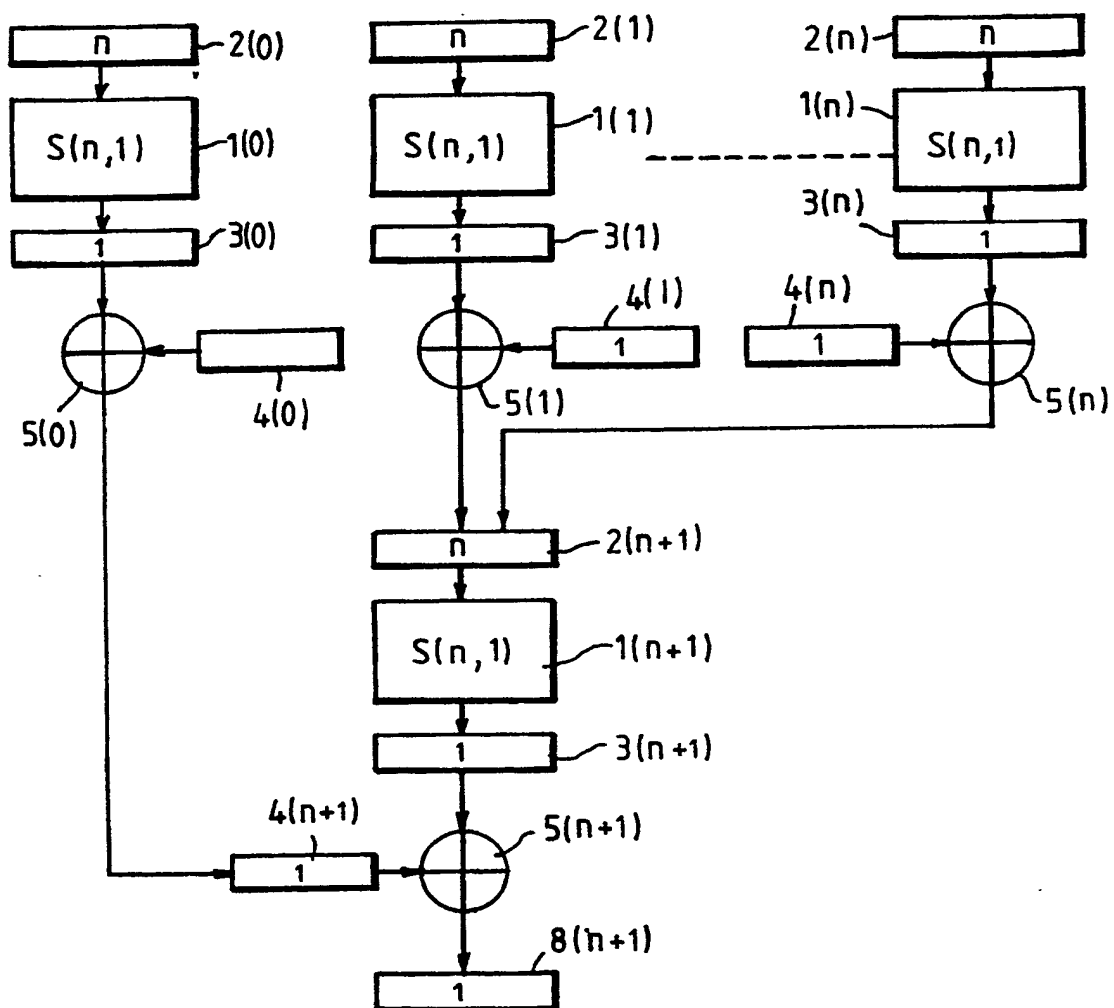 n 2(0) n 2(1) 2(n) n
S(n,1) 1(0) S(n,1) 1(1) 1(n) S(n,1)
1 3(0) 1 3(1) 3(n) 1
4(1) 4(n)
1 1
5(0) 4(0) 5(1) 5(n)
n 2(n+1)
S(n,1) 1(n+1)
1 3(n+1)
4(n+1) 5(n+1)
1
8(n+1)
1